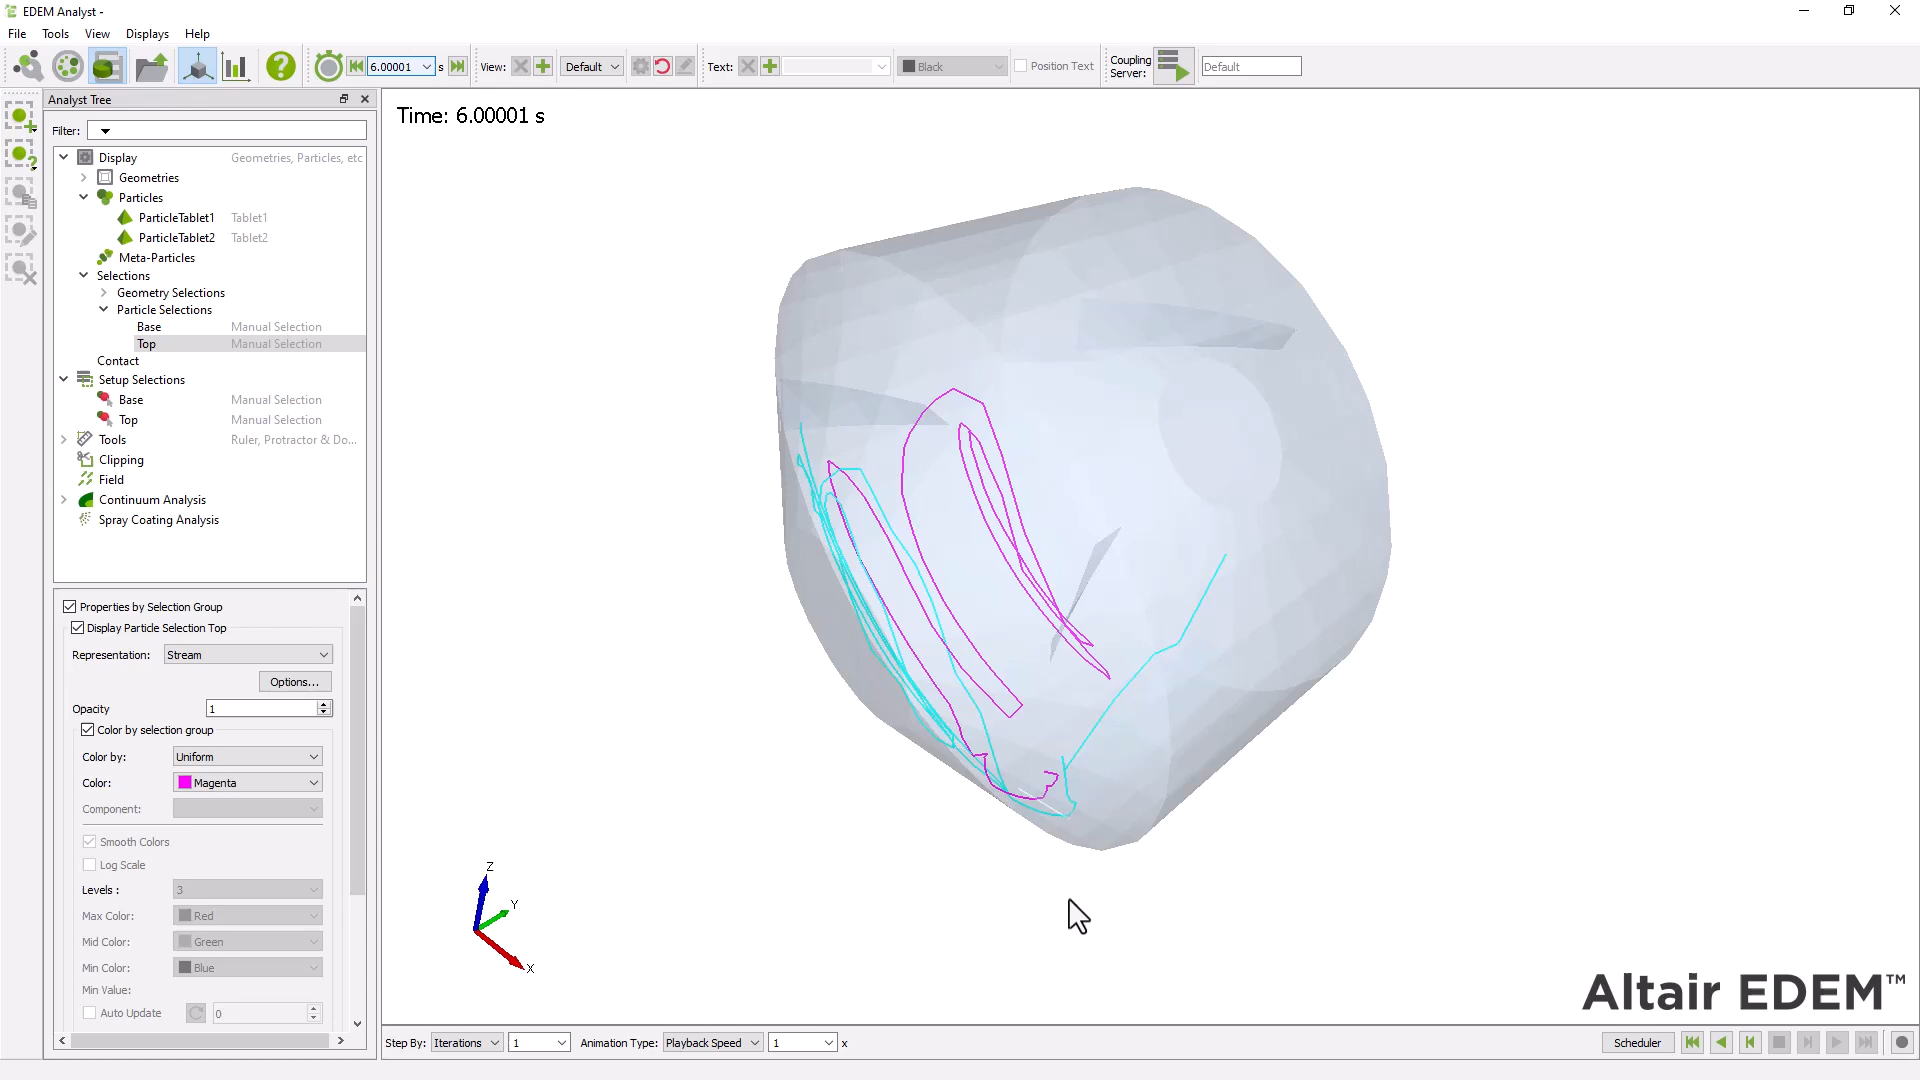 EDEM Analyst -
File Tools View Displays Help
6.00001 s View: Default Text: Black Position Text Coupling Server: Default
Analyst Tree
Filter:
Display Geometries, Particles, etc
Geometries
Particles
ParticleTablet1 Tablet1
ParticleTablet2 Tablet2
Meta-Particles
Selections
Geometry Selections
Particle Selections
Base Manual Selection
Top Manual Selection
Contact
Setup Selections
Base Manual Selection
Top Manual Selection
Tools Ruler, Protractor & Do...
Clipping
Field
Continuum Analysis
Spray Coating Analysis
Properties by Selection Group
Display Particle Selection Top
Representation: Stream
Options...
Opacity 1
Color by selection group
Color by: Uniform
Color: Magenta
Component:
Smooth Colors
Log Scale
Levels : 3
Max Color: Red
Mid Color: Green
Min Color: Blue
Min Value:
Auto Update 0
Time: 6.00001 s
Z
Y
X
Altair EDEM™
Step By: Iterations 1 Animation Type: Playback Speed 1 x Scheduler